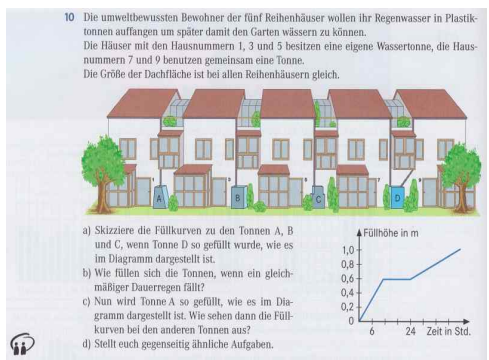 10 Die umweltbewussten Bewohner der fünf Reihenhäuser wollen ihr Regenwasser in Plastik-
tonnen auffangen um später damit den Garten wässern zu können.
Die Häuser mit den Hausnummern 1, 3 und 5 besitzen eine eigene Wassertonne, die Haus-
nummern 7 und 9 benutzen gemeinsam eine Tonne.
Die Größe der Dachfläche ist bei allen Reihenhäusern gleich.
A B C D
a) Skizziere die Füllkurven zu den Tonnen A, B
und C, wenn Tonne D so gefüllt wurde, wie es
im Diagramm dargestellt ist.
b) Wie füllen sich die Tonnen, wenn ein gleich-
mäßiger Dauerregen fällt?
c) Nun wird Tonne A so gefüllt, wie es im Dia-
gramm dargestellt ist. Wie sehen dann die Füll-
kurven bei den anderen Tonnen aus?
d) Stellt euch gegenseitig ähnliche Aufgaben.
Füllhöhe in m
1,0
0,8
0,6
0,4
0,2
0
6 24 Zeit in Std.